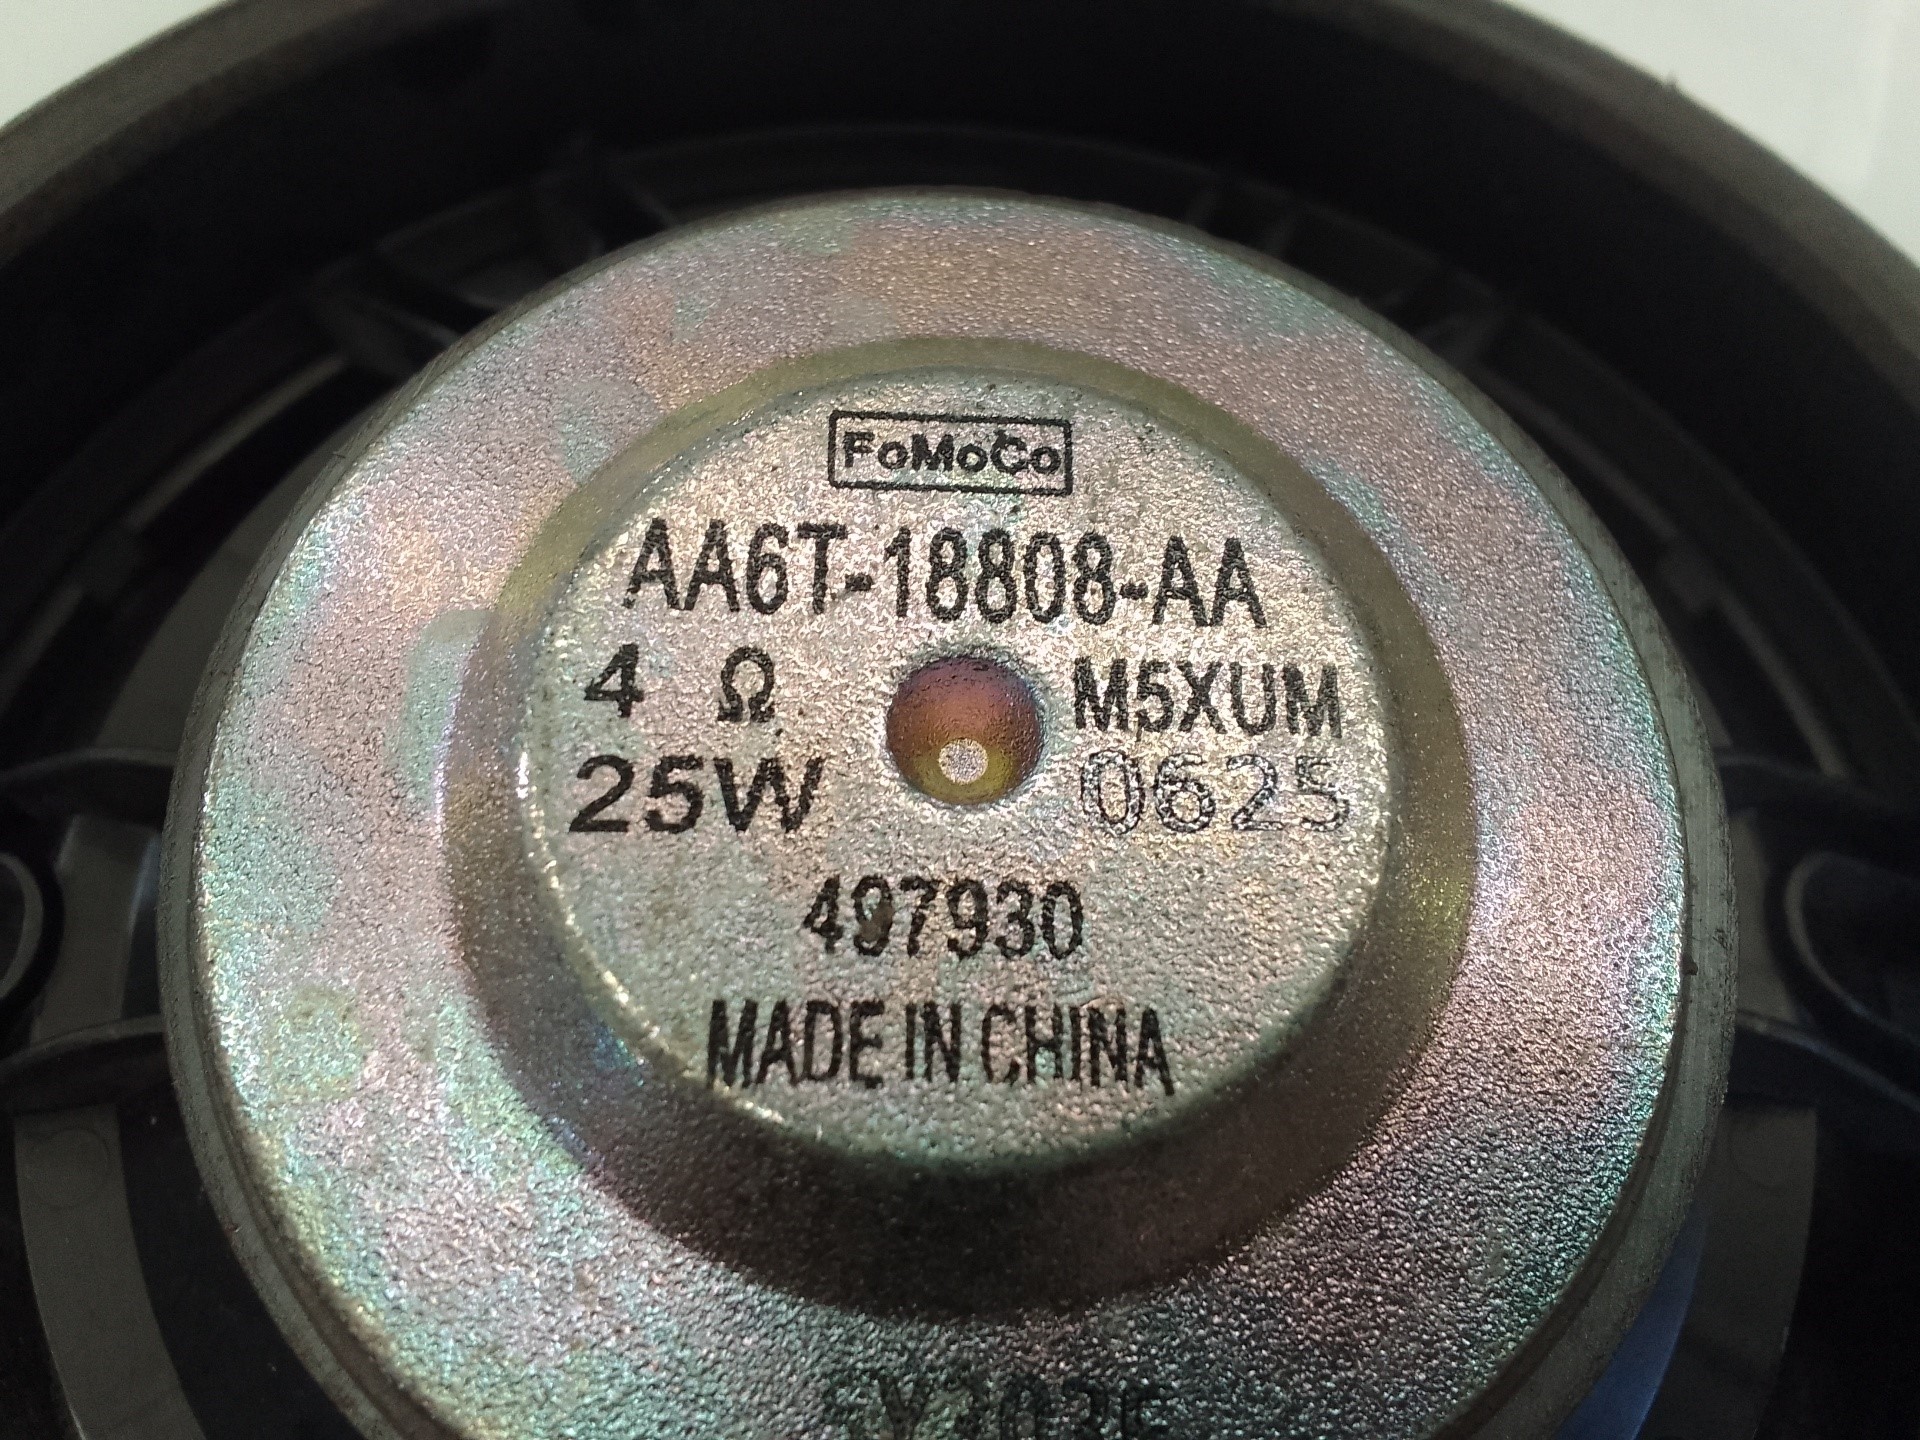 FoMoCo
AA6T-18808-AA
4 Ω M5XUM
25W 0625
497930
MADE IN CHINA